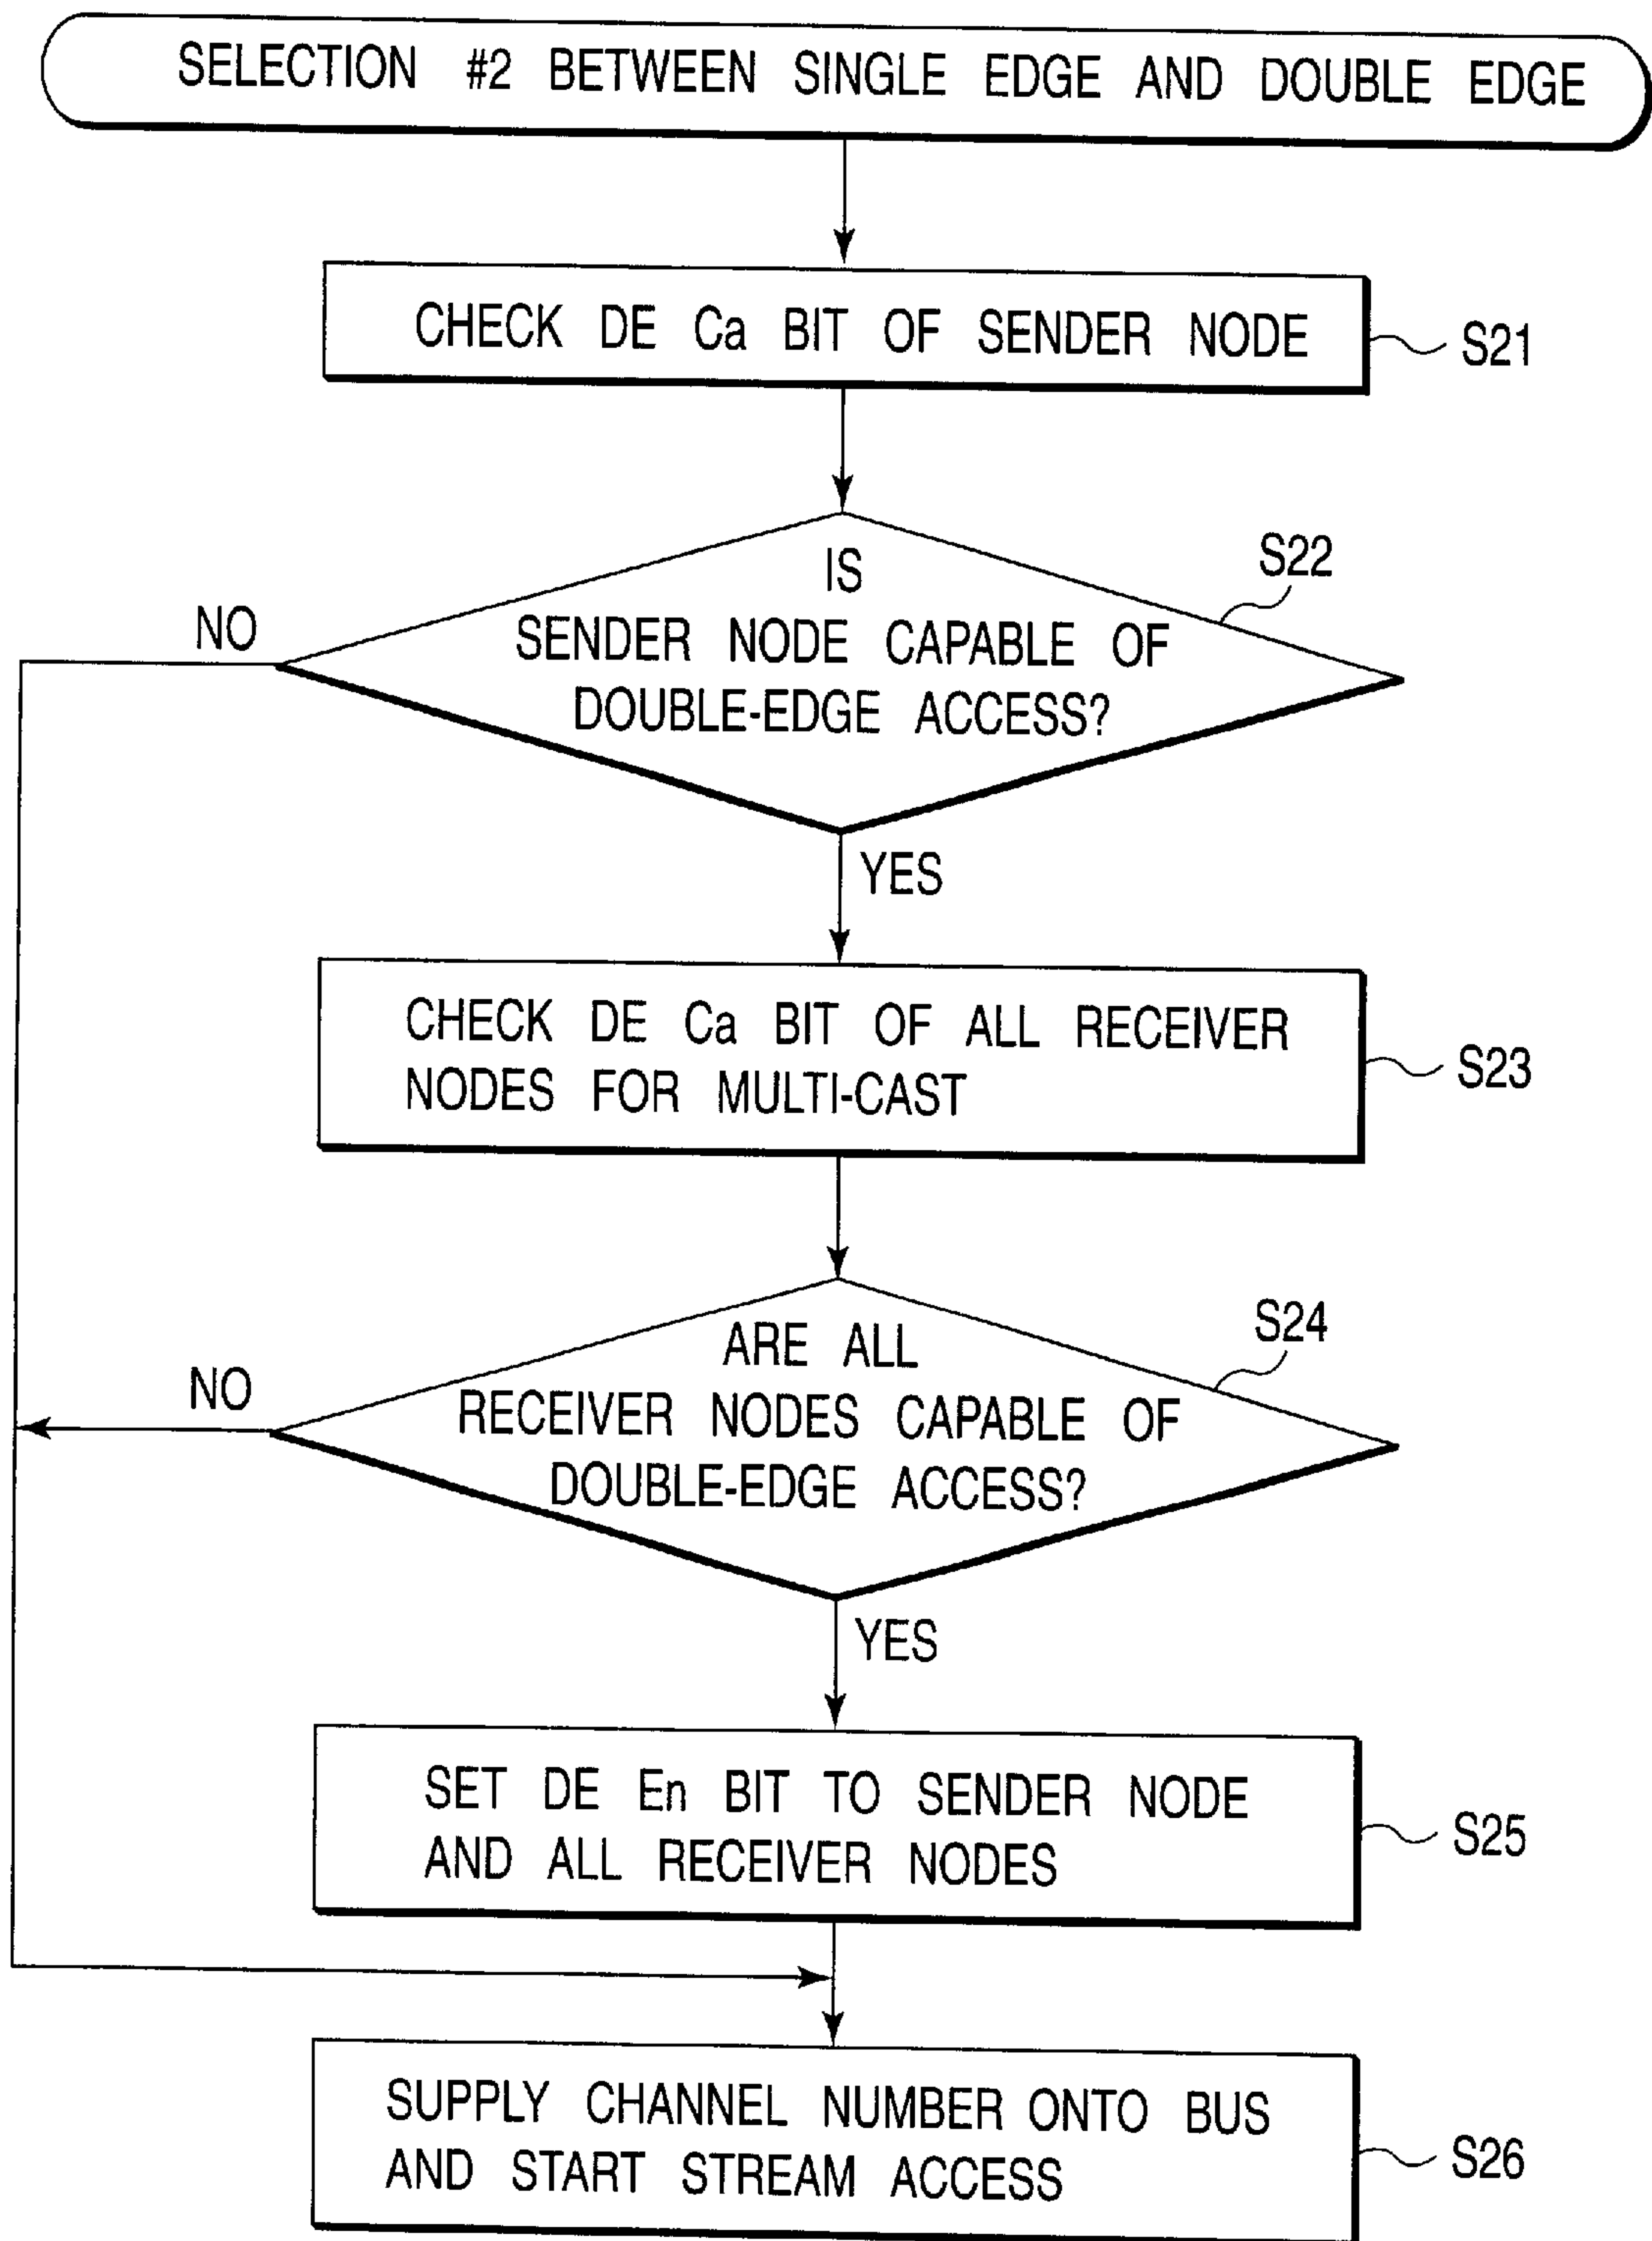 SELECTION #2 BETWEEN SINGLE EDGE AND DOUBLE EDGE
CHECK DE Ca BIT OF SENDER NODE
S21
IS
SENDER NODE CAPABLE OF
DOUBLE-EDGE ACCESS?
S22
NO
YES
CHECK DE Ca BIT OF ALL RECEIVER
NODES FOR MULTI-CAST
S23
ARE ALL
RECEIVER NODES CAPABLE OF
DOUBLE-EDGE ACCESS?
S24
NO
YES
SET DE En BIT TO SENDER NODE
AND ALL RECEIVER NODES
S25
SUPPLY CHANNEL NUMBER ONTO BUS
AND START STREAM ACCESS
S26